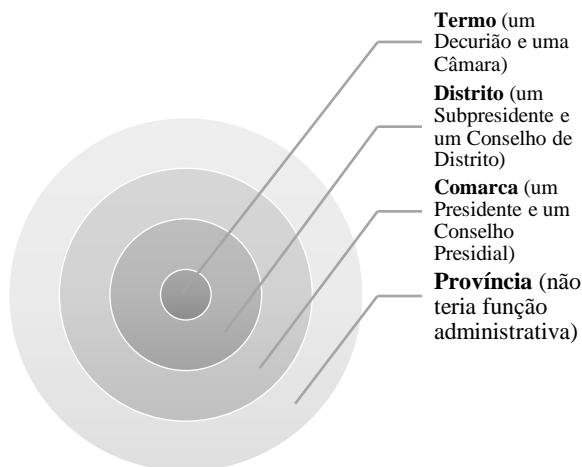 Termo (um
Decurião e uma
Câmara)
Distrito (um
Subpresidente e
um Conselho de
Distrito)
Comarca (um
Presidente e um
Conselho
Presidial)
Província (não
teria função
administrativa)